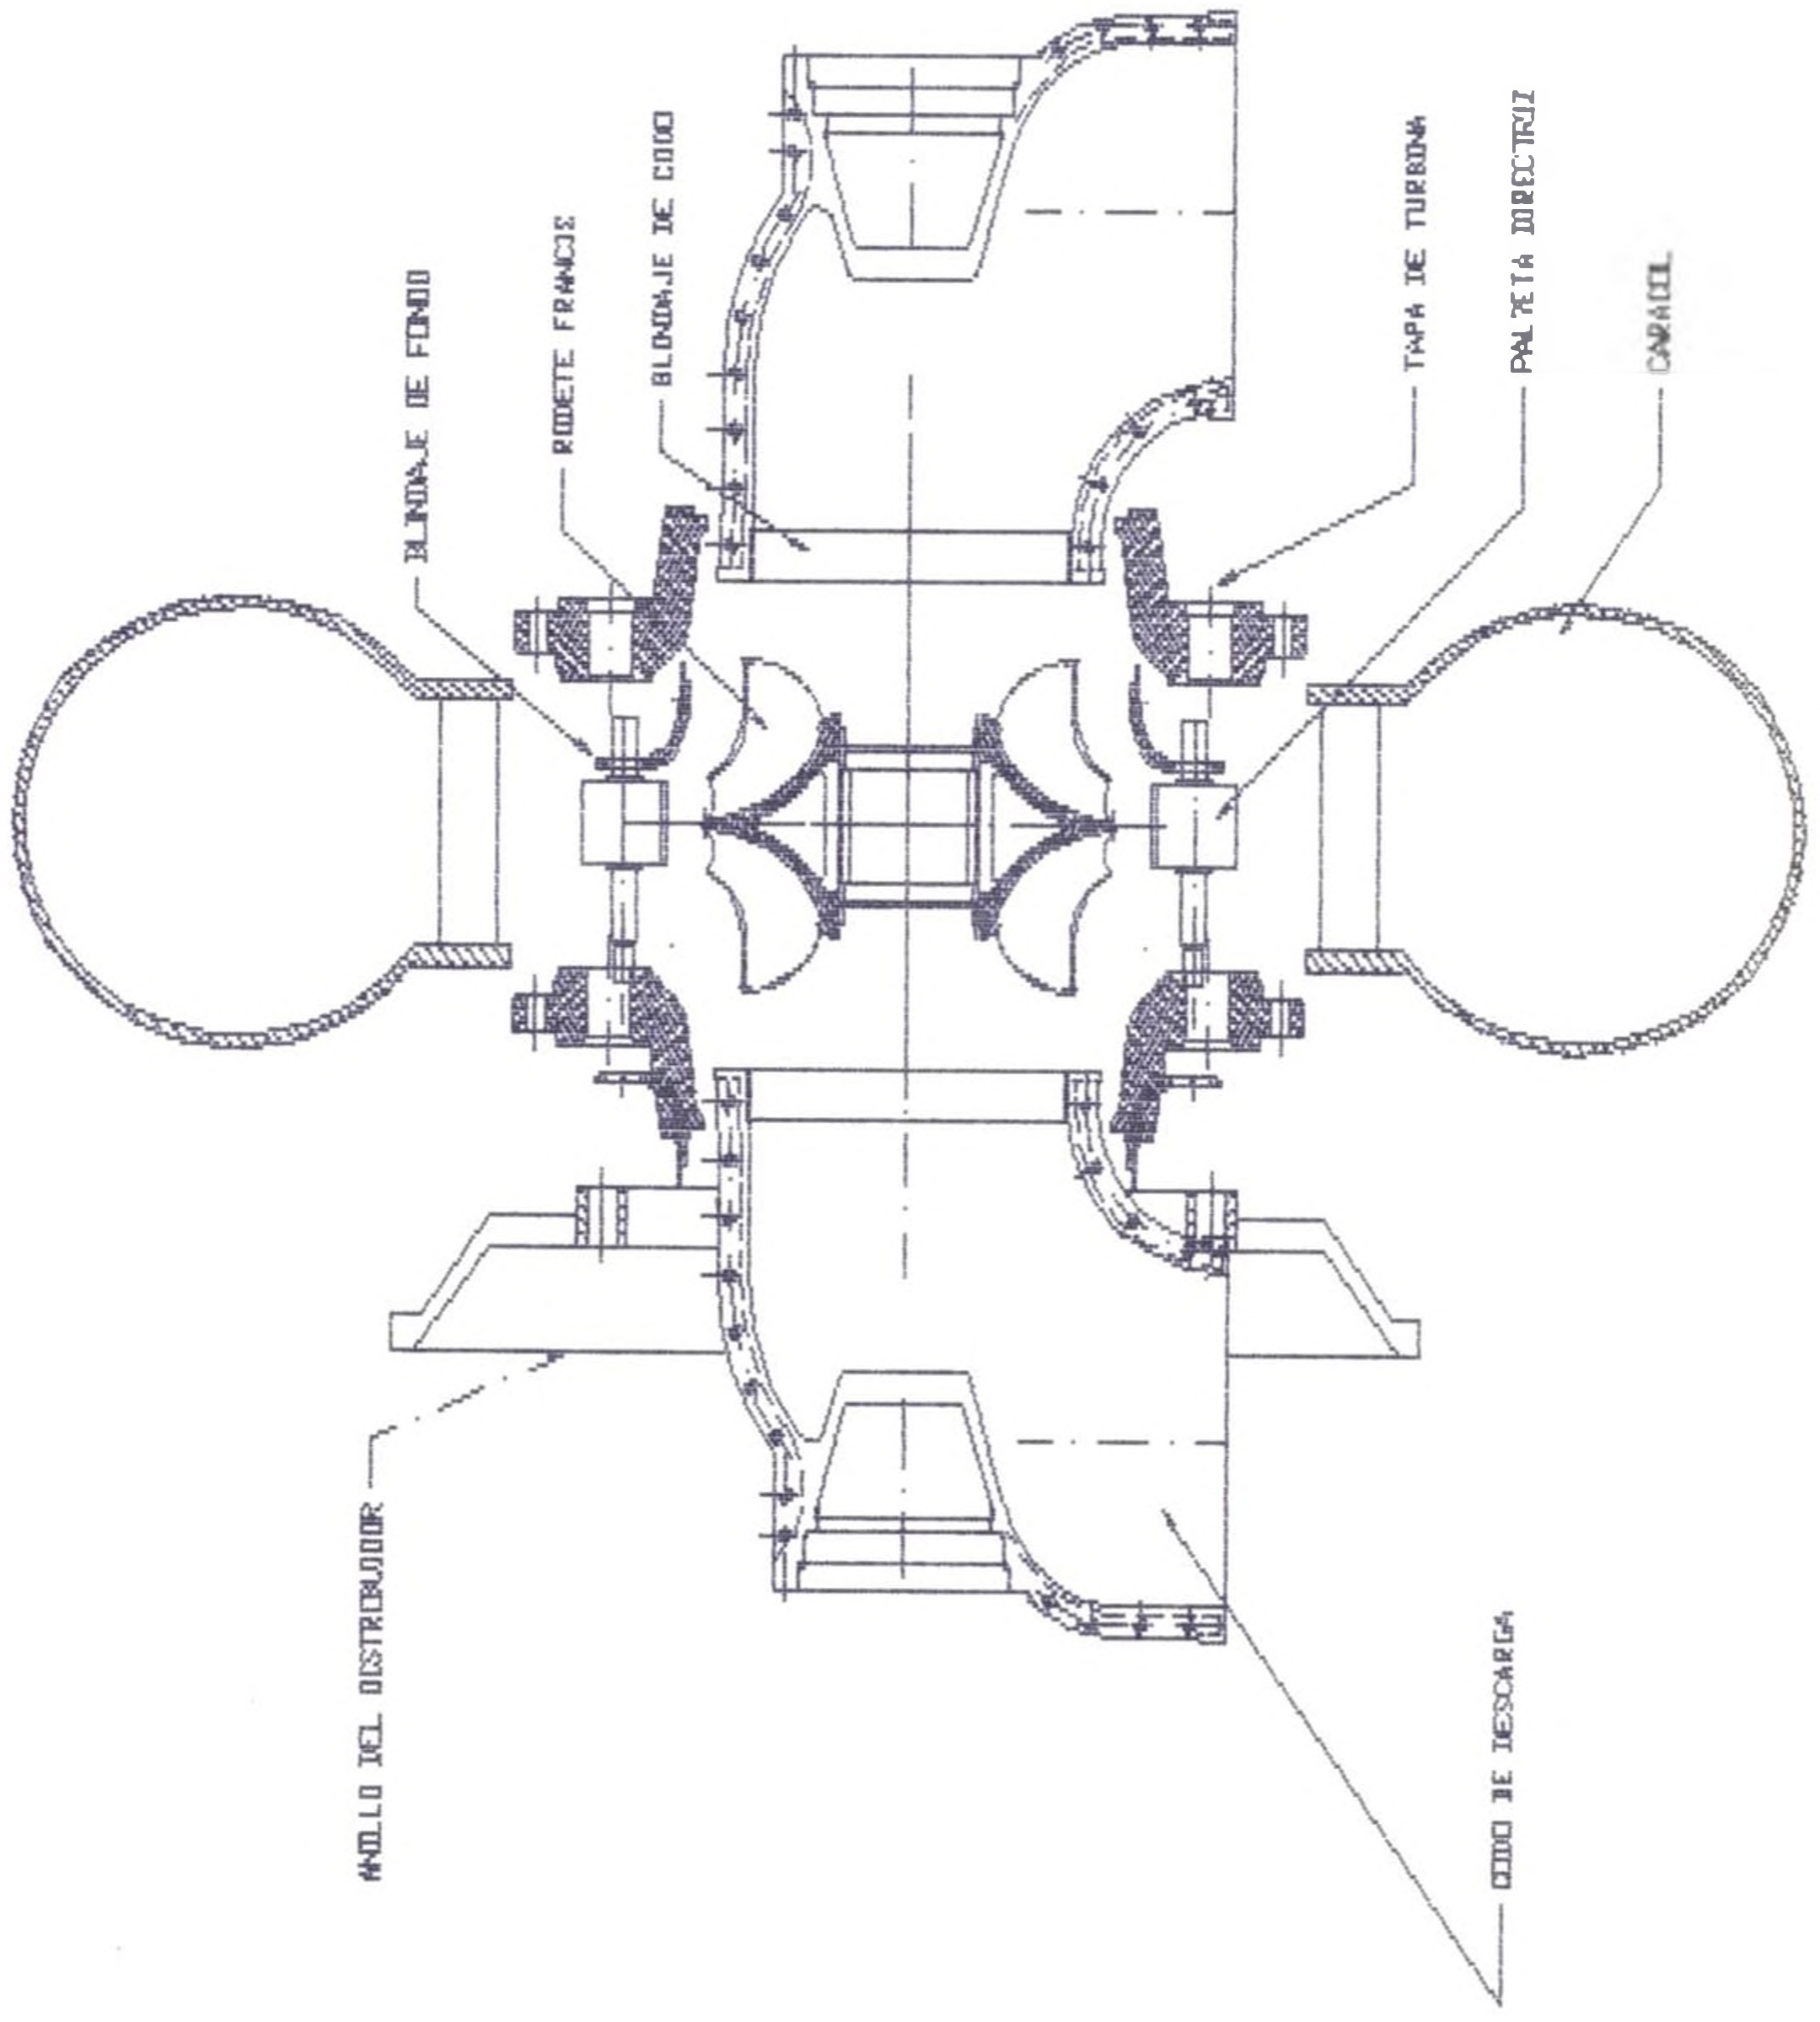 BLINDAJE DE FONDO
RODETE FRANCIS
BLINDAJE DE CODO
TAPA DE TURBINA
PALETA DIRECTRIZ
CARACOL
ANILLO DEL DISTRIBUIDOR
CODO DE DESCARGA